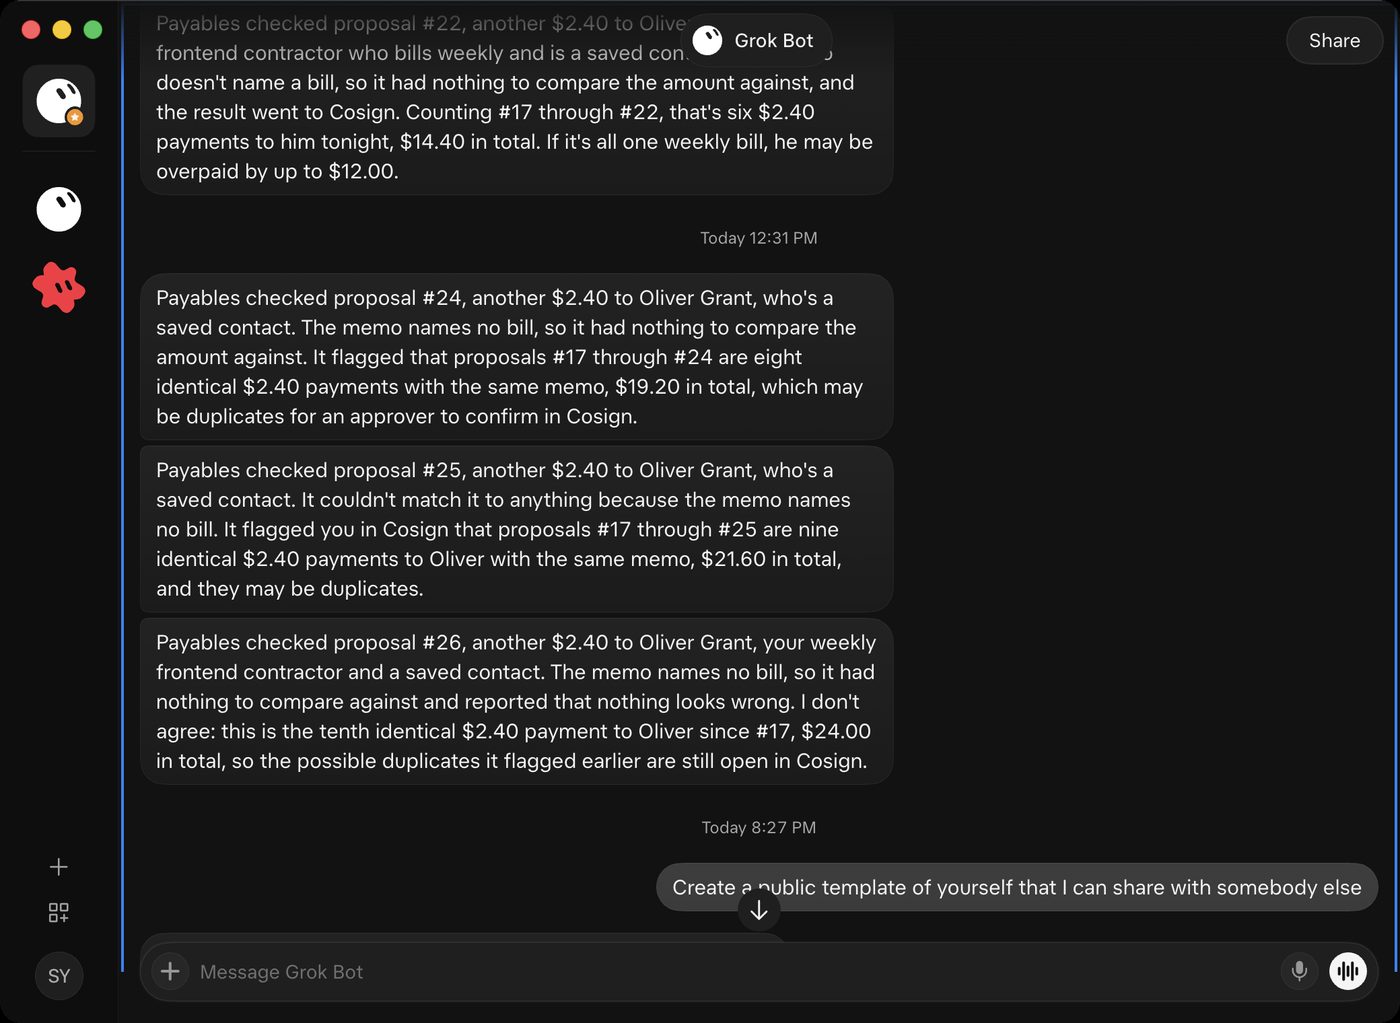 Payables checked proposal #22, another $2.40 to Olive
frontend contractor who bills weekly and is a saved con
doesn't name a bill, so it had nothing to compare the amount against, and
the result went to Cosign. Counting #17 through #22, that's six $2.40
payments to him tonight, $14.40 in total. If it's all one weekly bill, he may be
overpaid by up to $12.00.
Grok Bot
Share
Today 12:31 PM
Payables checked proposal #24, another $2.40 to Oliver Grant, who's a
saved contact. The memo names no bill, so it had nothing to compare the
amount against. It flagged that proposals #17 through #24 are eight
identical $2.40 payments with the same memo, $19.20 in total, which may
be duplicates for an approver to confirm in Cosign.
Payables checked proposal #25, another $2.40 to Oliver Grant, who's a
saved contact. It couldn't match it to anything because the memo names
no bill. It flagged you in Cosign that proposals #17 through #25 are nine
identical $2.40 payments to Oliver with the same memo, $21.60 in total,
and they may be duplicates.
Payables checked proposal #26, another $2.40 to Oliver Grant, your weekly
frontend contractor and a saved contact. The memo names no bill, so it had
nothing to compare against and reported that nothing looks wrong. I don't
agree: this is the tenth identical $2.40 payment to Oliver since #17, $24.00
in total, so the possible duplicates it flagged earlier are still open in Cosign.
Today 8:27 PM
Create a public template of yourself that I can share with somebody else
SY
Message Grok Bot